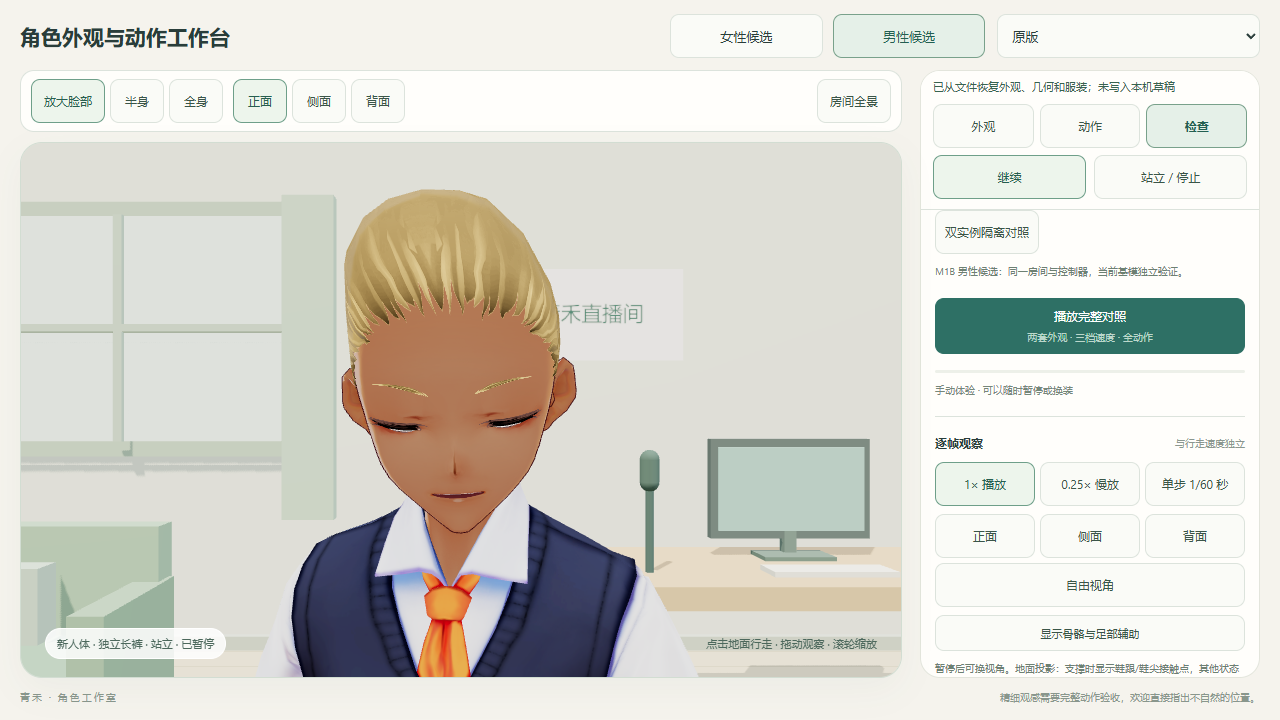 角色外观与动作工作台
女性候选
男性候选
原版
放大脸部
半身
全身
正面
侧面
背面
房间全景
禾直播间
新人体 · 独立长裤 · 站立 · 已暂停
点击地面行走 · 拖动观察 · 滚轮缩放
已从文件恢复外观、几何和服装；未写入本机草稿
外观
动作
检查
继续
站立 / 停止
双实例隔离对照
M1B 男性候选：同一房间与控制器，当前基模独立验证。
播放完整对照
两套外观 · 三档速度 · 全动作
手动体验 · 可以随时暂停或换装
逐帧观察
与行走速度独立
1× 播放
0.25× 慢放
单步 1/60 秒
正面
侧面
背面
自由视角
显示骨骼与足部辅助
暂停后可换视角。地面投影：支撑时显示鞋跟/鞋尖接触点，其他状态
青禾 · 角色工作室
精细观感需要完整动作验收，欢迎直接指出不自然的位置。